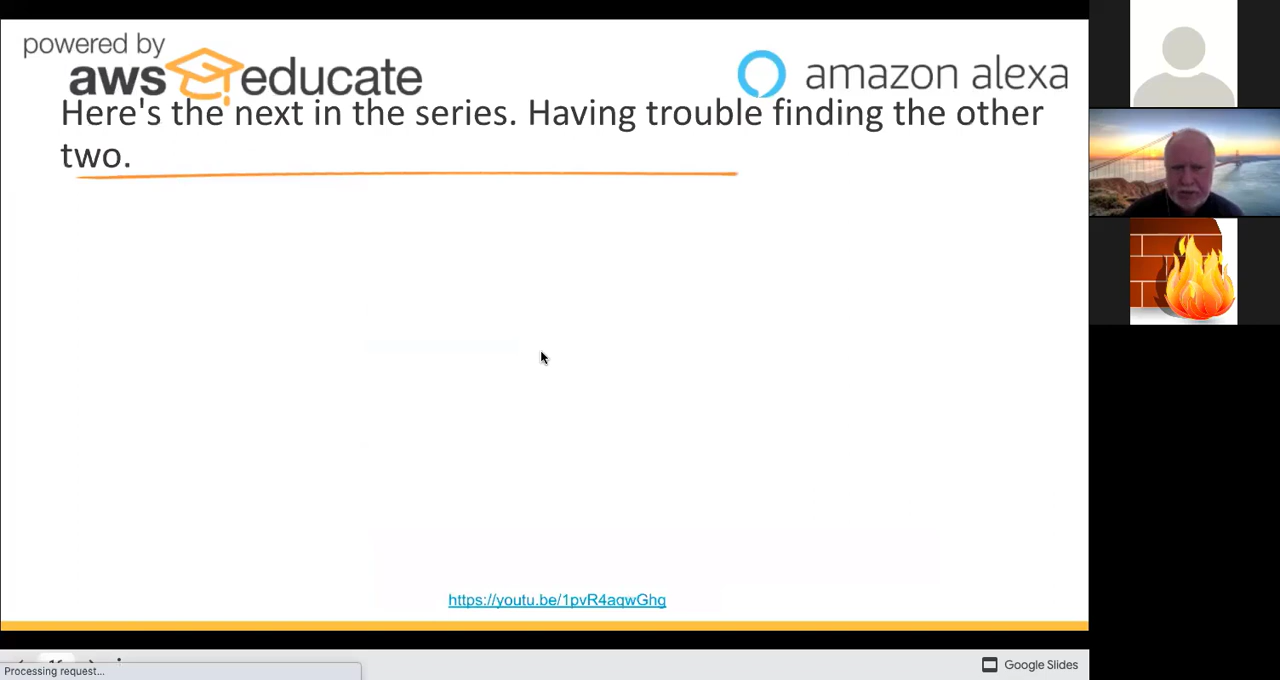 powered by
aws educate
amazon alexa
Here's the next in the series. Having trouble finding the other
two.
https://youtu.be/1pvR4aqwGhg
16
Google Slides
Processing request...